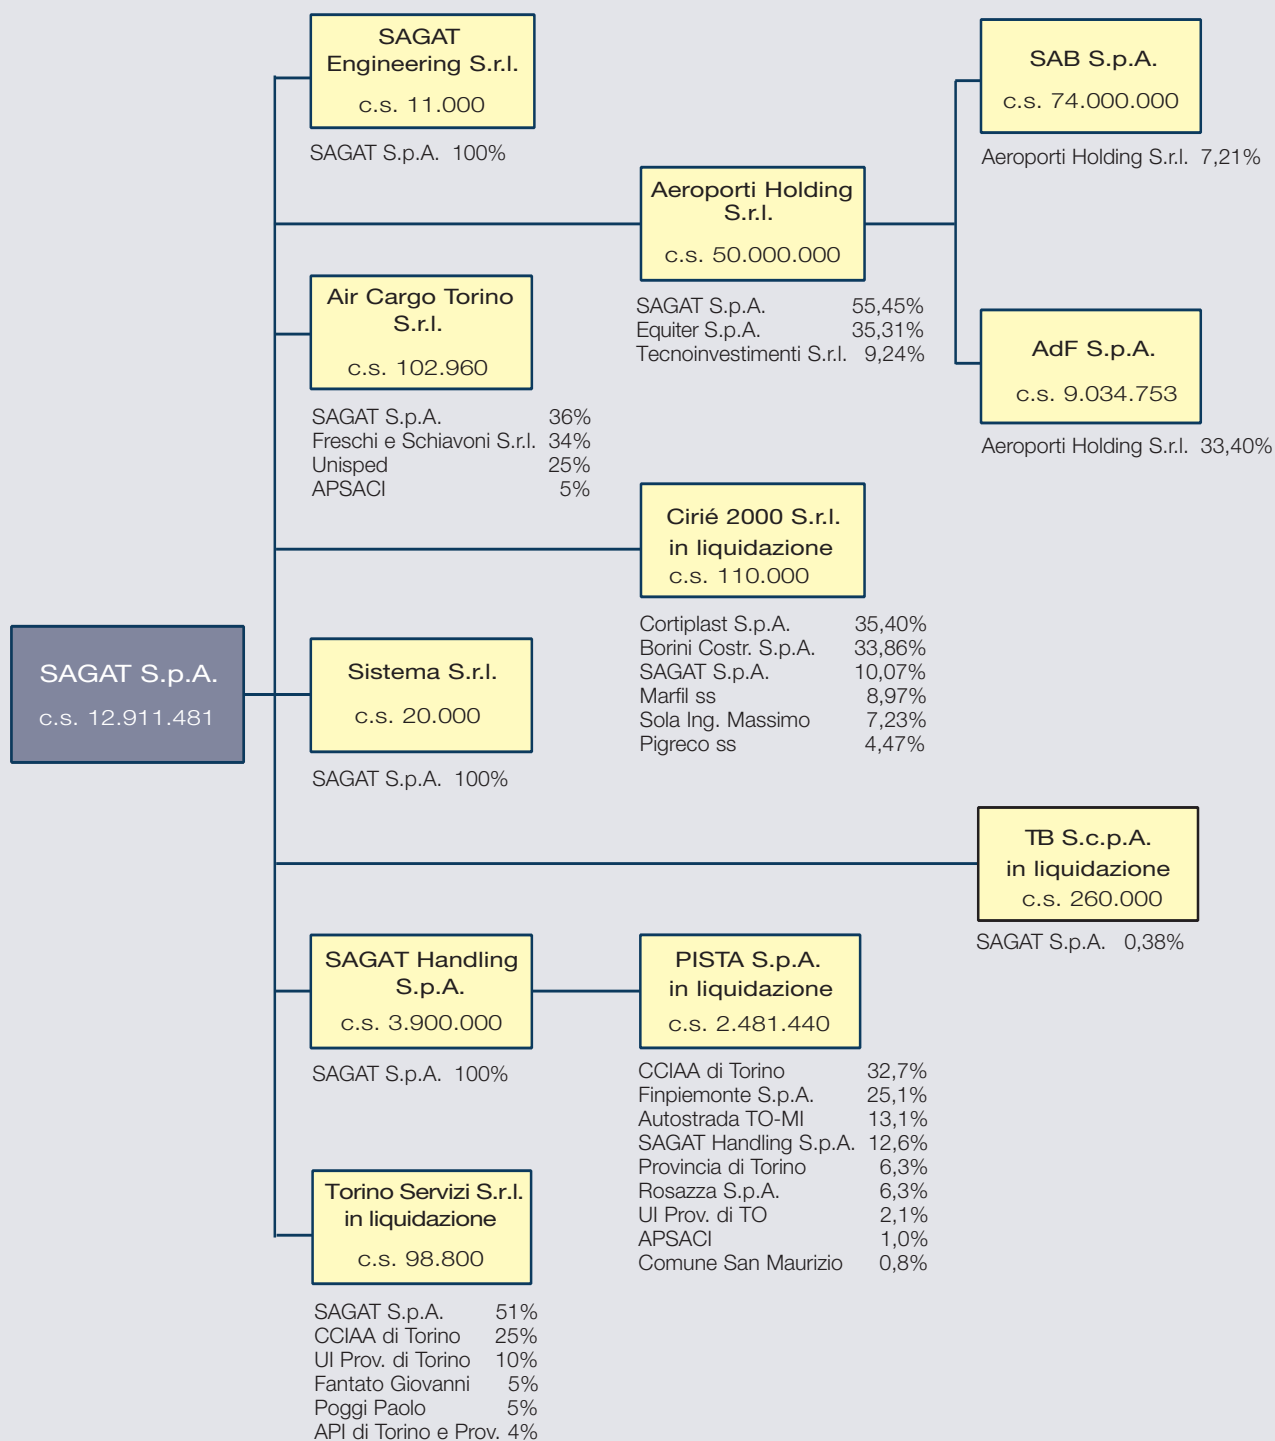 SAGAT
Engineering S.r.l.
c.s. 11.000
SAGAT S.p.A. 100%
SAB S.p.A.
c.s. 74.000.000
Aeroporti Holding S.r.l. 7,21%
Aeroporti Holding
S.r.l.
c.s. 50.000.000
SAGAT S.p.A. 55,45%
Equiter S.p.A. 35,31%
Tecnoinvestimenti S.r.l. 9,24%
Air Cargo Torino
S.r.l.
c.s. 102.960
SAGAT S.p.A. 36%
Freschi e Schiavoni S.r.l. 34%
Unisped 25%
APSACI 5%
AdF S.p.A.
c.s. 9.034.753
Aeroporti Holding S.r.l. 33,40%
Cirié 2000 S.r.l.
in liquidazione
c.s. 110.000
Cortiplast S.p.A. 35,40%
Borini Costr. S.p.A. 33,86%
SAGAT S.p.A. 10,07%
Marfil ss 8,97%
Sola Ing. Massimo 7,23%
Pigreco ss 4,47%
SAGAT S.p.A.
c.s. 12.911.481
Sistema S.r.l.
c.s. 20.000
SAGAT S.p.A. 100%
TB S.c.p.A.
in liquidazione
c.s. 260.000
SAGAT S.p.A. 0,38%
SAGAT Handling
S.p.A.
c.s. 3.900.000
SAGAT S.p.A. 100%
PISTA S.p.A.
in liquidazione
c.s. 2.481.440
CCIAA di Torino 32,7%
Finpiemonte S.p.A. 25,1%
Autostrada TO-MI 13,1%
SAGAT Handling S.p.A. 12,6%
Provincia di Torino 6,3%
Rosazza S.p.A. 6,3%
UI Prov. di TO 2,1%
APSACI 1,0%
Comune San Maurizio 0,8%
Torino Servizi S.r.l.
in liquidazione
c.s. 98.800
SAGAT S.p.A. 51%
CCIAA di Torino 25%
UI Prov. di Torino 10%
Fantato Giovanni 5%
Poggi Paolo 5%
API di Torino e Prov. 4%